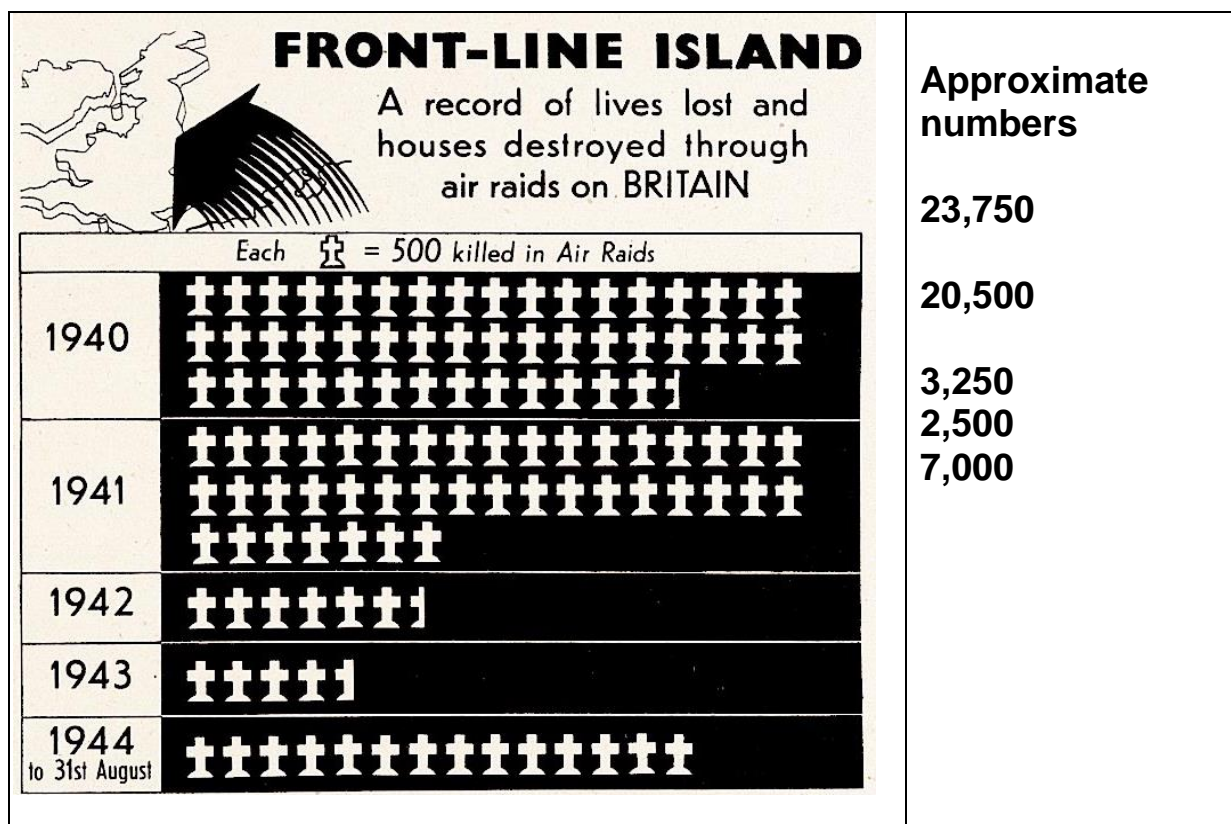 FRONT-LINE ISLAND
A record of lives lost and
houses destroyed through
air raids on BRITAIN
Each = 500 killed in Air Raids
1940
1941
1942
1943
1944
to 31st August
Approximate
numbers
23,750
20,500
3,250
2,500
7,000